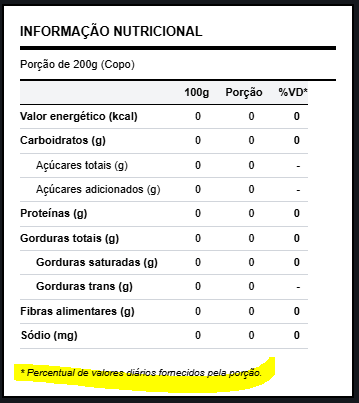 INFORMAÇÃO NUTRICIONAL
Porção de 200g (Copo)
100g Porção %VD*
Valor energético (kcal) 0 0 0
Carboidratos (g) 0 0 0
Açúcares totais (g) 0 0 -
Açúcares adicionados (g) 0 0 -
Proteínas (g) 0 0 0
Gorduras totais (g) 0 0 0
Gorduras saturadas (g) 0 0 0
Gorduras trans (g) 0 0 -
Fibras alimentares (g) 0 0 0
Sódio (mg) 0 0 0
* Percentual de valores diários fornecidos pela porção.